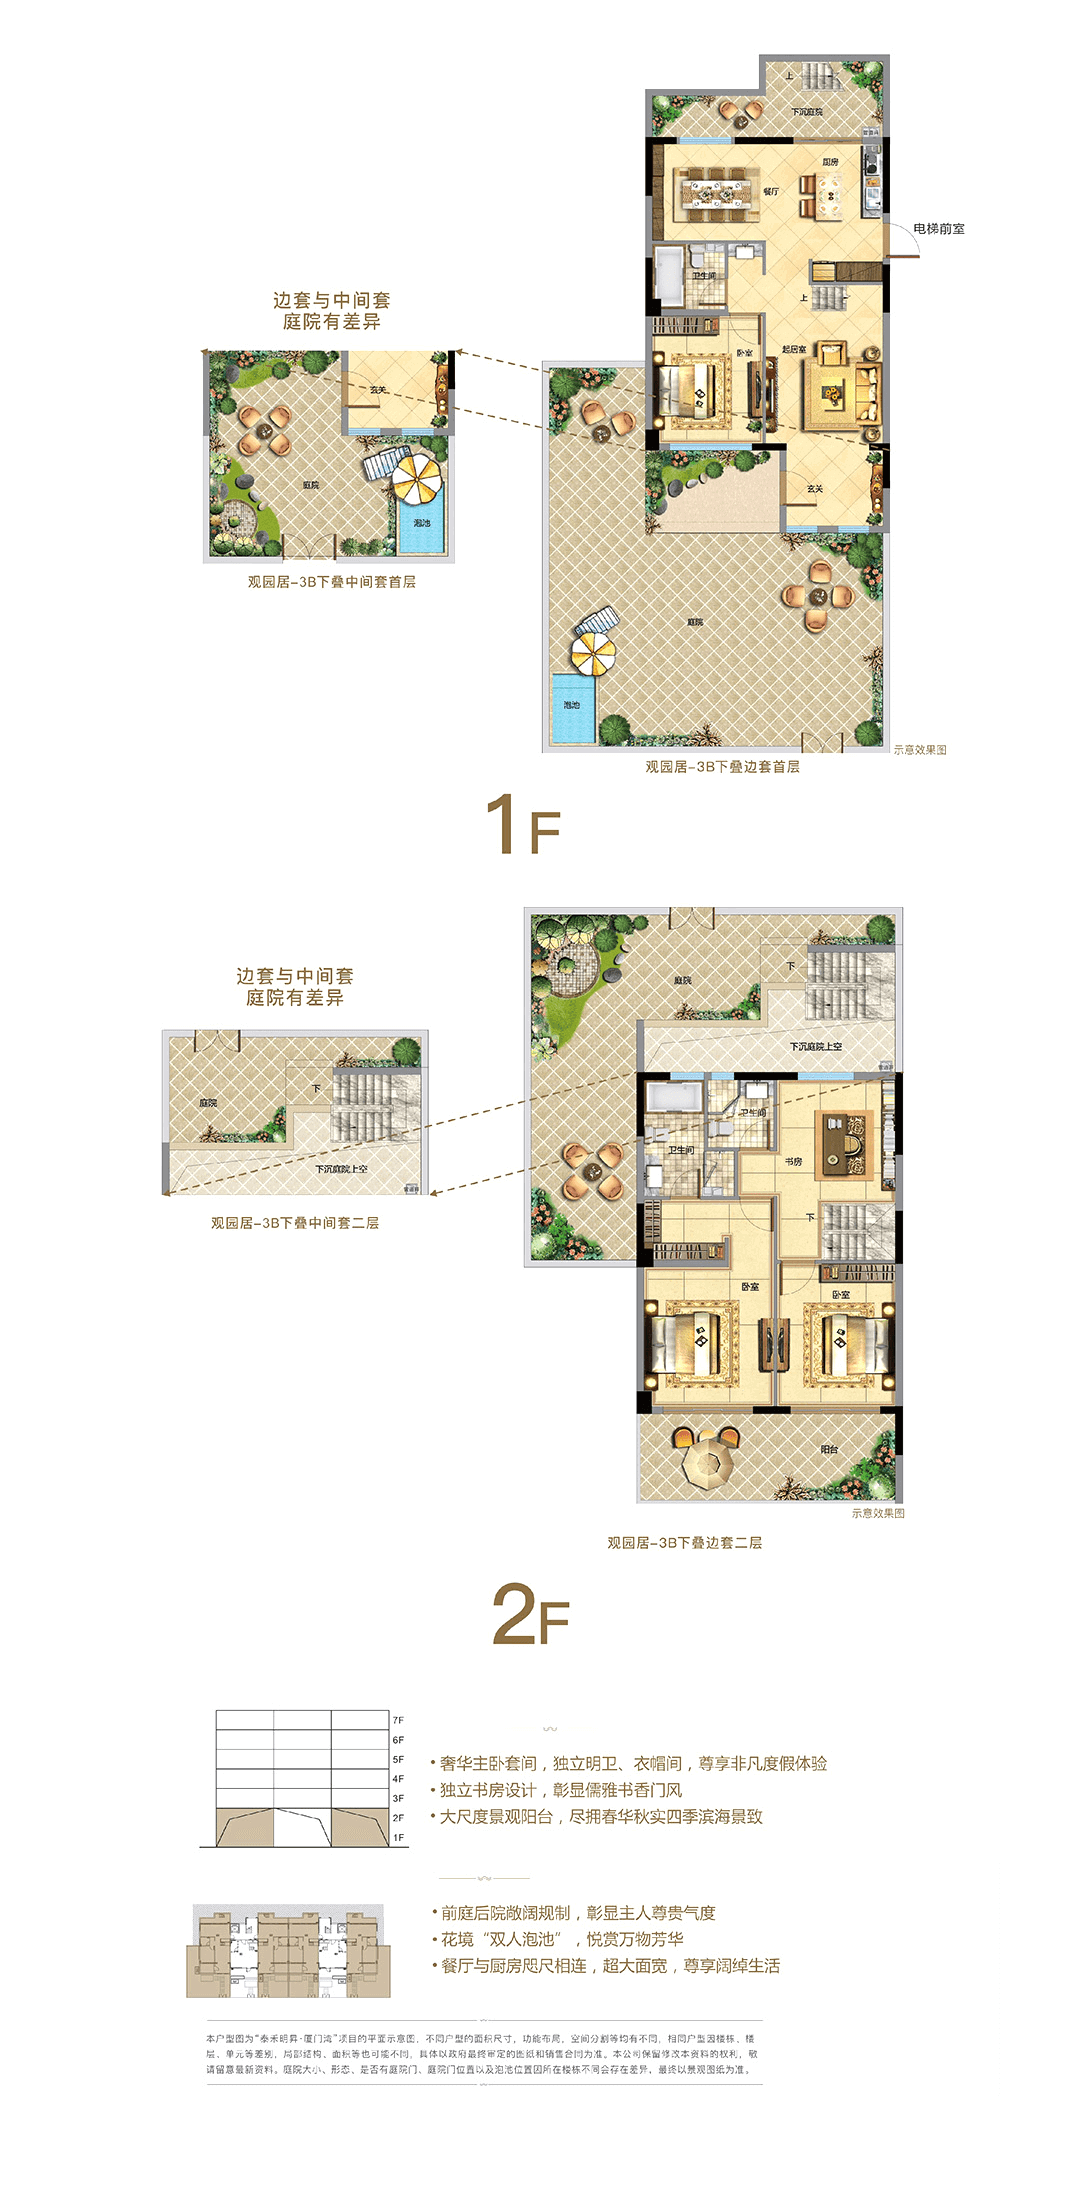 上
下沉庭院
管道井
厨房
餐厅
电梯前室
卫生间
上
边套与中间套
庭院有差异
卧室
起居室
玄关
庭院
泡池
观园居-3B下叠中间套首层
玄关
庭院
泡池
示意效果图
观园居-3B下叠边套首层
1F
边套与中间套
庭院有差异
庭院
下
下沉庭院上空
管道井
庭院
下
下沉庭院上空
管道井
观园居-3B下叠中间套二层
卫生间
卫生间
书房
下
卧室
卧室
阳台
示意效果图
观园居-3B下叠边套二层
2F
7F
6F
5F
4F
3F
2F
1F
• 奢华主卧套间，独立明卫、衣帽间，尊享非凡度假体验
• 独立书房设计，彰显儒雅书香门风
• 大尺度景观阳台，尽拥春华秋实四季滨海景致
• 前庭后院敞阔规制，彰显主人尊贵气度
• 花境“双人泡池”，悦赏万物芳华
• 餐厅与厨房咫尺相连，超大面宽，尊享阔绰生活
本户型图为“泰禾明昇·厦门湾”项目的平面示意图，不同户型的面积尺寸，功能布局，空间分割等均有不同，相同户型因楼栋、楼
层、单元等差别，局部结构、面积等也可能不同，具体以政府最终审定的图纸和销售合同为准。本公司保留修改本资料的权利，敬
请留意最新资料。庭院大小、形态、是否有庭院门、庭院门位置以及泡池位置因所在楼栋不同会存在差异，最终以景观图纸为准。